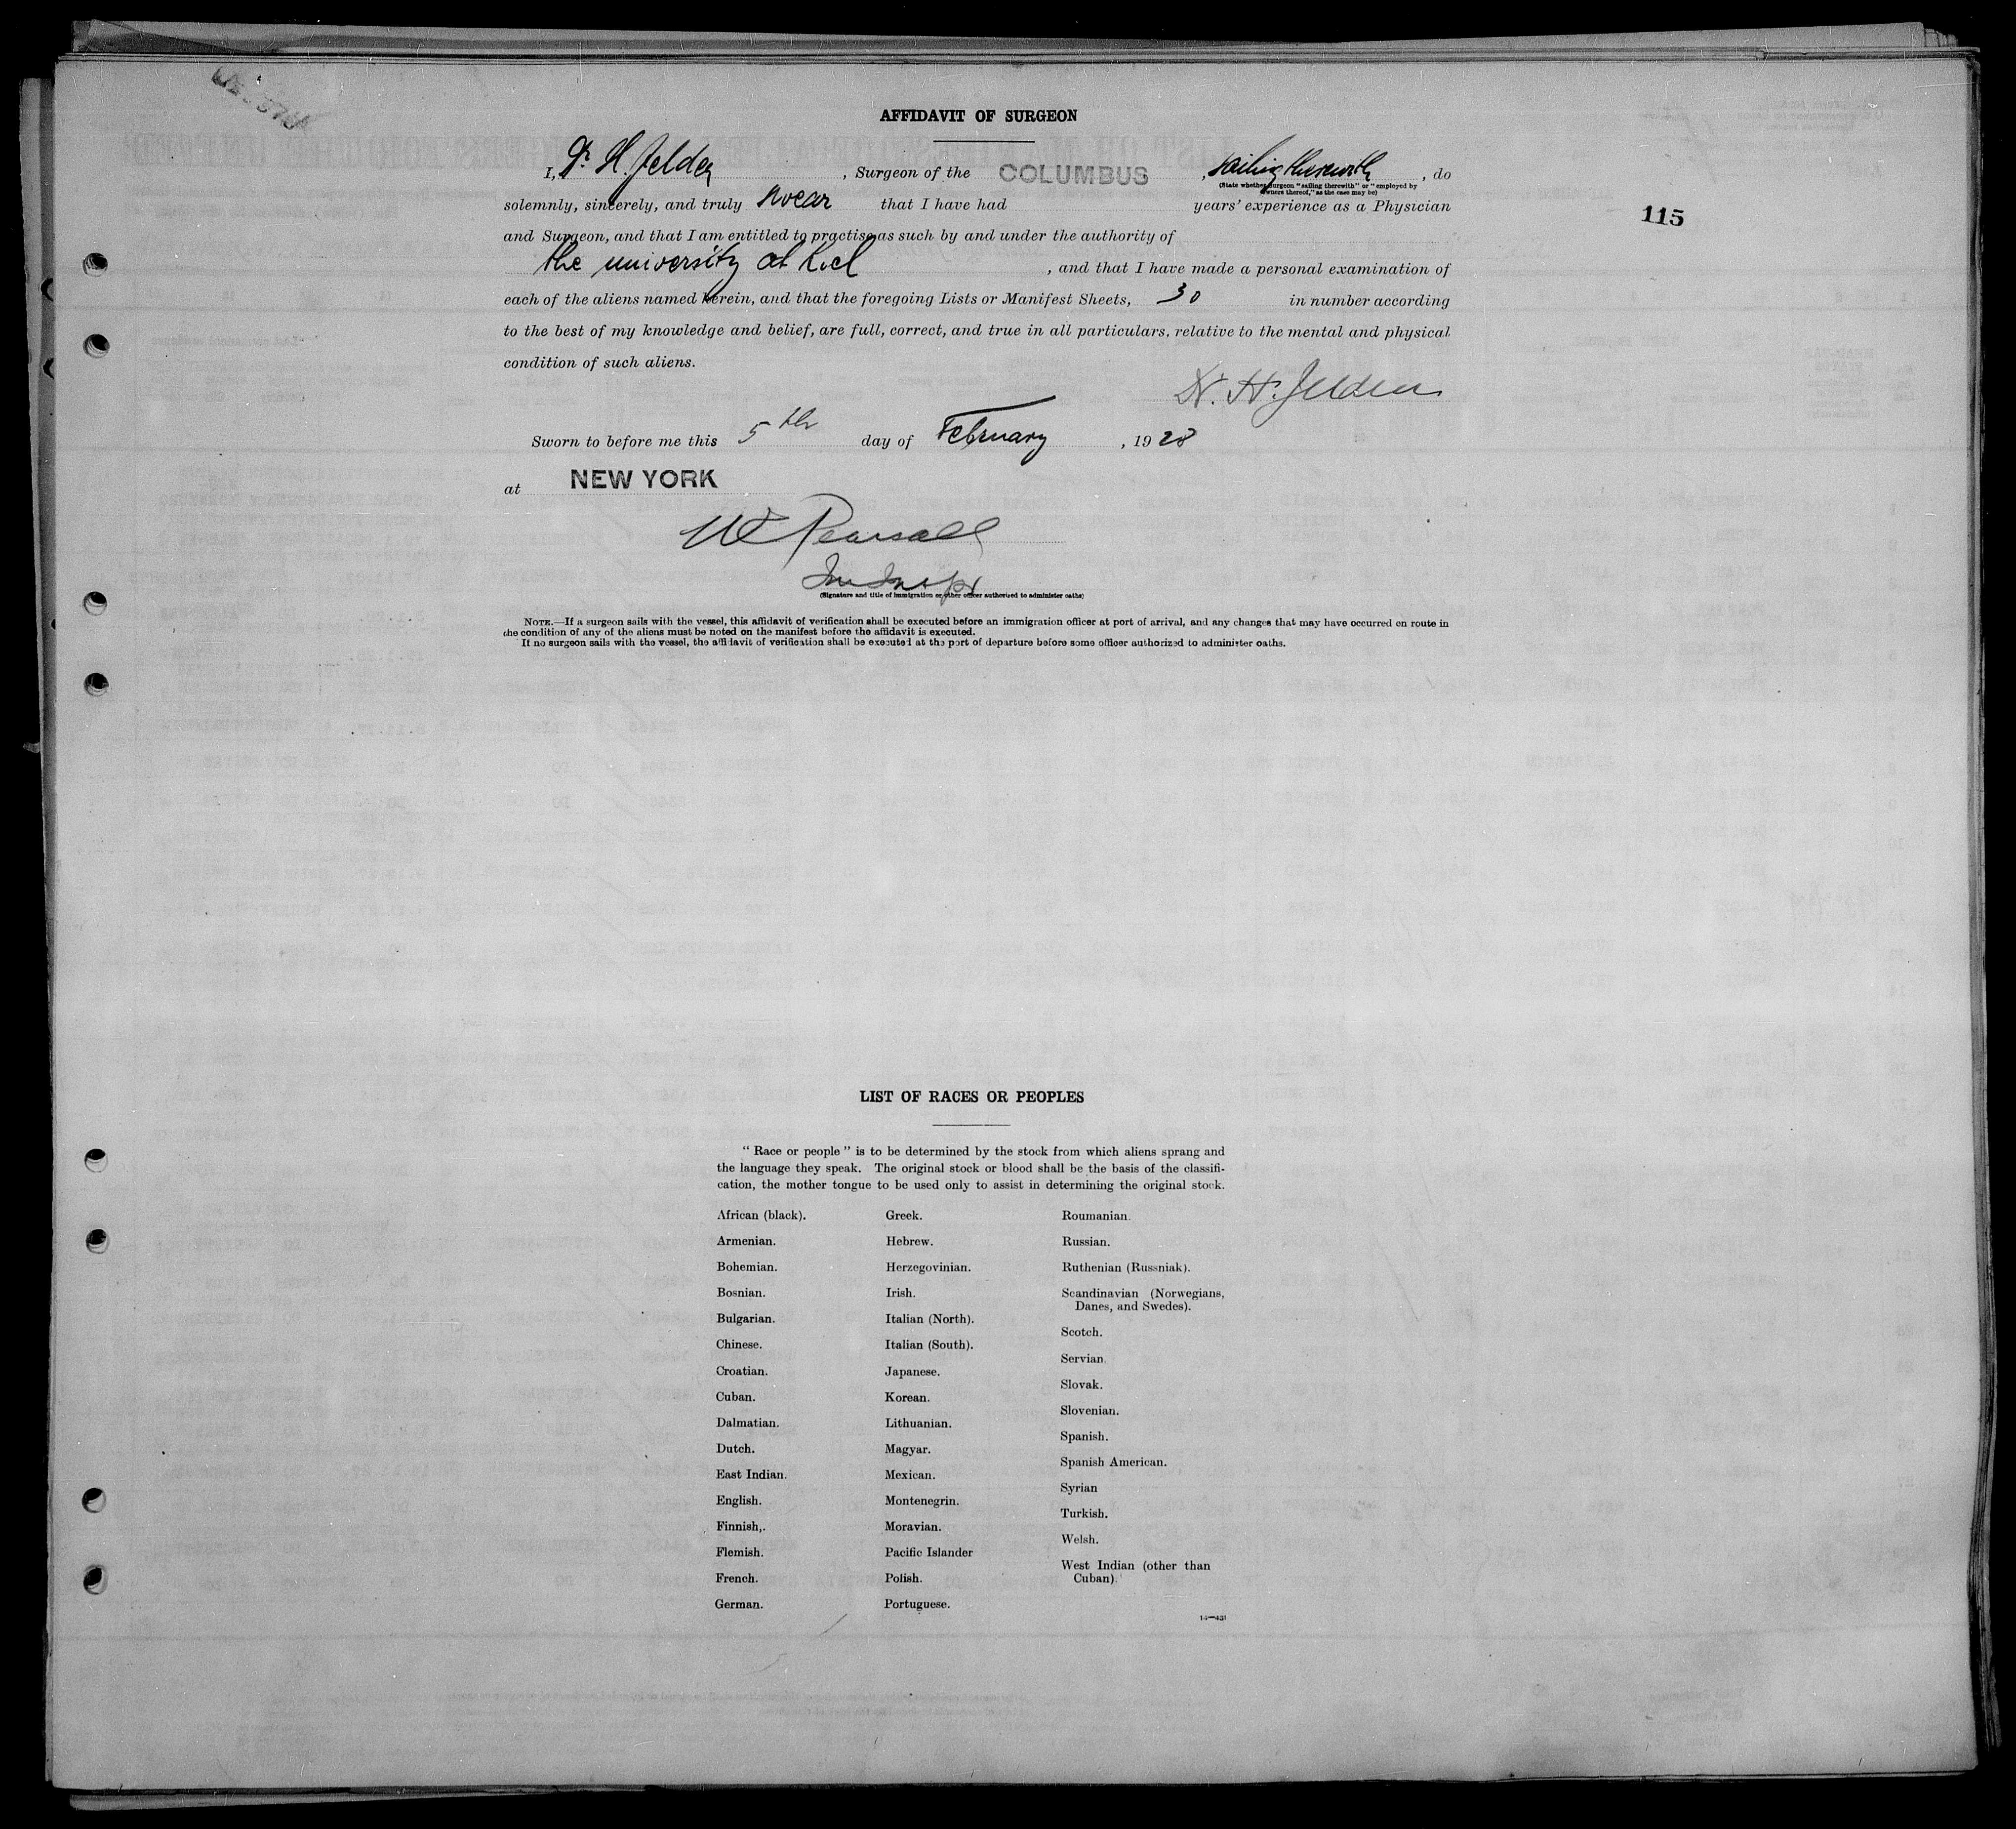 AFFIDAVIT OF SURGEON
I, Dr H. Jelden, Surgeon of the COLUMBUS, sailing therewith, do
(State whether surgeon "sailing therewith" or "employed by
owners thereof," as the case may be)
solemnly, sincerely, and truly swear that I have had years' experience as a Physician
115
and Surgeon, and that I am entitled to practise as such by and under the authority of
the university at Kiel, and that I have made a personal examination of
each of the aliens named herein, and that the foregoing Lists or Manifest Sheets, 30 in number according
to the best of my knowledge and belief, are full, correct, and true in all particulars, relative to the mental and physical
condition of such aliens.
Dr. H. Jelden
Sworn to before me this 5th day of February, 1928
at NEW YORK
Pearsall
Im Insp
(Signature and title of immigration or other officer authorized to administer oaths)
NOTE.—If a surgeon sails with the vessel, this affidavit of verification shall be executed before an immigration officer at port of arrival, and any changes that may have occurred on route in
the condition of any of the aliens must be noted on the manifest before the affidavit is executed.
If no surgeon sails with the vessel, the affidavit of verification shall be executed at the port of departure before some officer authorized to administer oaths.
LIST OF RACES OR PEOPLES
"Race or people" is to be determined by the stock from which aliens sprang and
the language they speak. The original stock or blood shall be the basis of the classifi-
cation, the mother tongue to be used only to assist in determining the original stock.
African (black).
Armenian.
Bohemian.
Bosnian.
Bulgarian.
Chinese.
Croatian.
Cuban.
Dalmatian.
Dutch.
East Indian.
English.
Finnish,.
Flemish.
French.
German.
Greek.
Hebrew.
Herzegovinian.
Irish.
Italian (North).
Italian (South).
Japanese.
Korean.
Lithuanian.
Magyar.
Mexican.
Montenegrin.
Moravian.
Pacific Islander
Polish.
Portuguese.
Roumanian.
Russian.
Ruthenian (Russniak).
Scandinavian (Norwegians,
Danes, and Swedes).
Scotch.
Servian.
Slovak.
Slovenian.
Spanish.
Spanish American.
Syrian
Turkish.
Welsh.
West Indian (other than
Cuban).
14—431